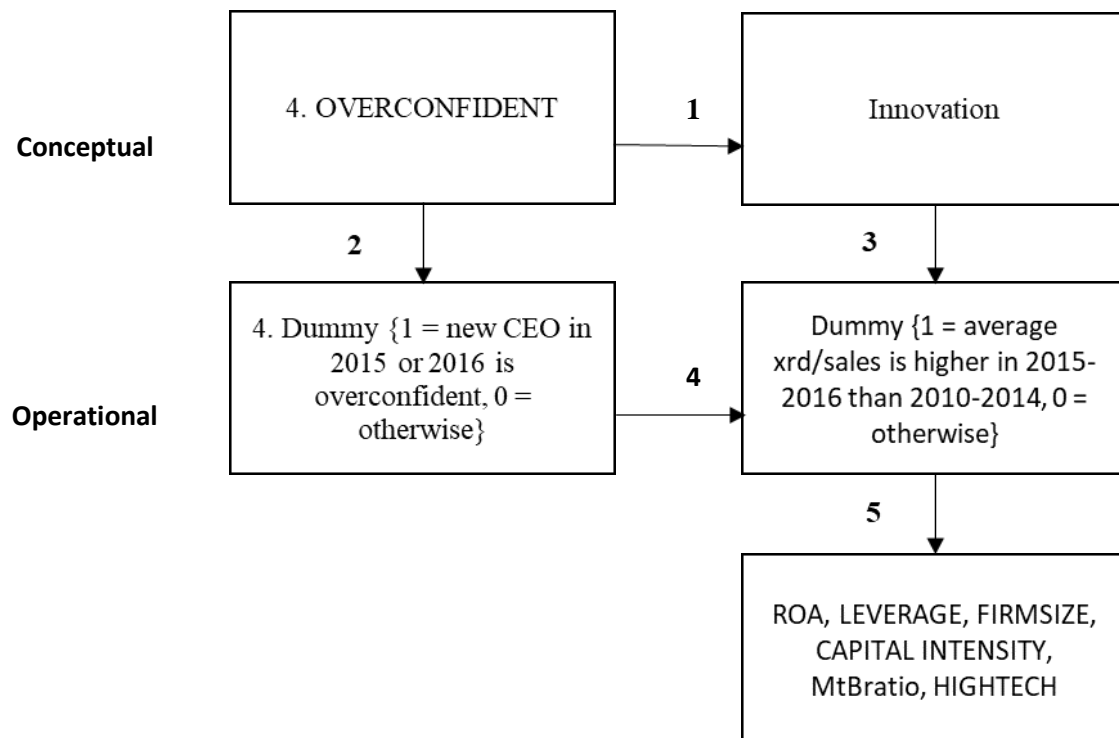 4. OVERCONFIDENT
1
Innovation
Conceptual
2
3
4. Dummy {1 = new CEO in
2015 or 2016 is
overconfident, 0 =
otherwise}
4
Dummy {1 = average
xrd/sales is higher in 2015-
2016 than 2010-2014, 0 =
otherwise}
Operational
5
ROA, LEVERAGE, FIRMSIZE,
CAPITAL INTENSITY,
MtBratio, HIGHTECH